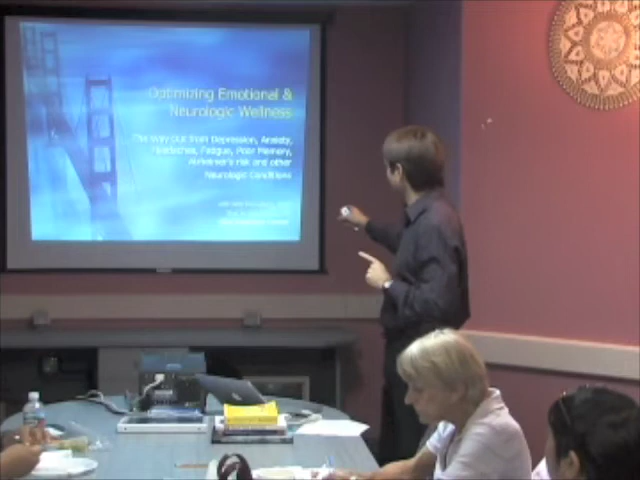 Optimizing Emotional &
Neurologic Wellness
The Way Out from Depression, Anxiety,
Headaches, Fatigue, Poor Memory,
Alzheimer's risk and other
Neurologic Conditions